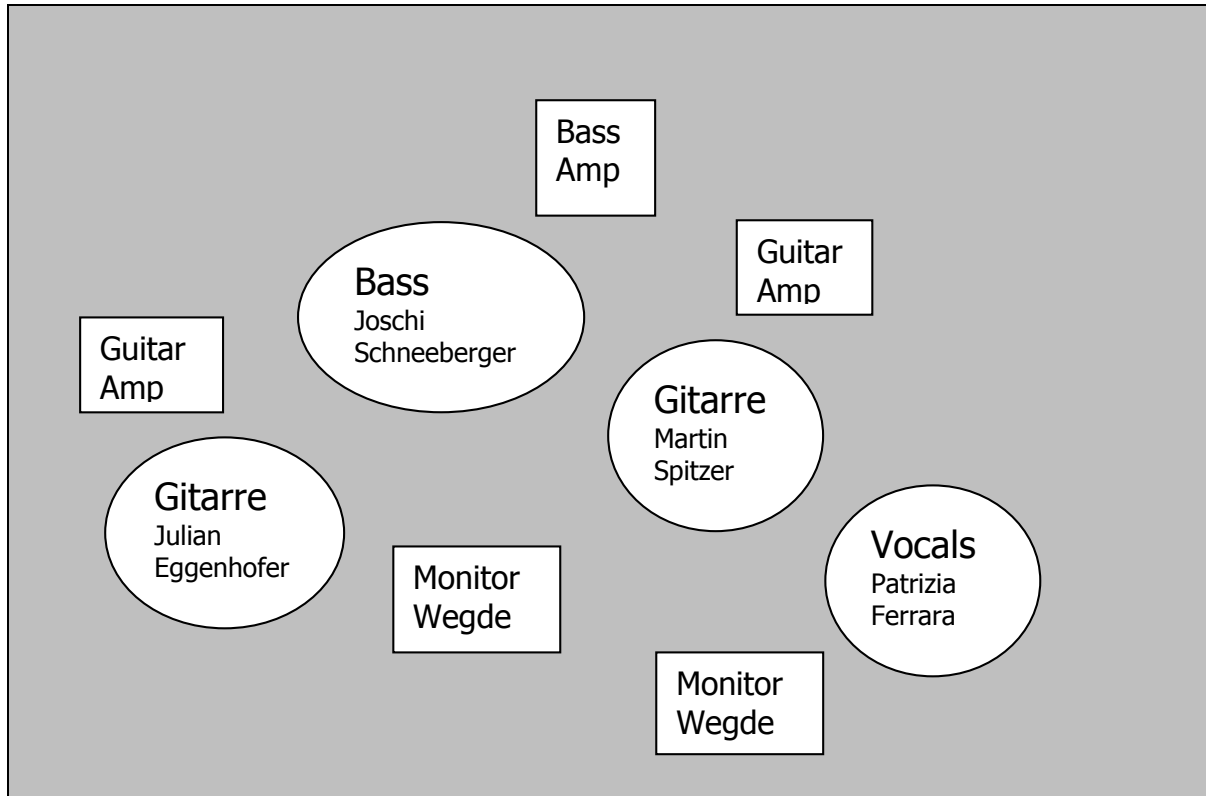 Bass
Amp
Guitar
Amp
Bass
Joschi
Schneeberger
Guitar
Amp
Gitarre
Martin
Spitzer
Gitarre
Julian
Eggenhofer
Vocals
Patrizia
Ferrara
Monitor
Wegde
Monitor
Wegde